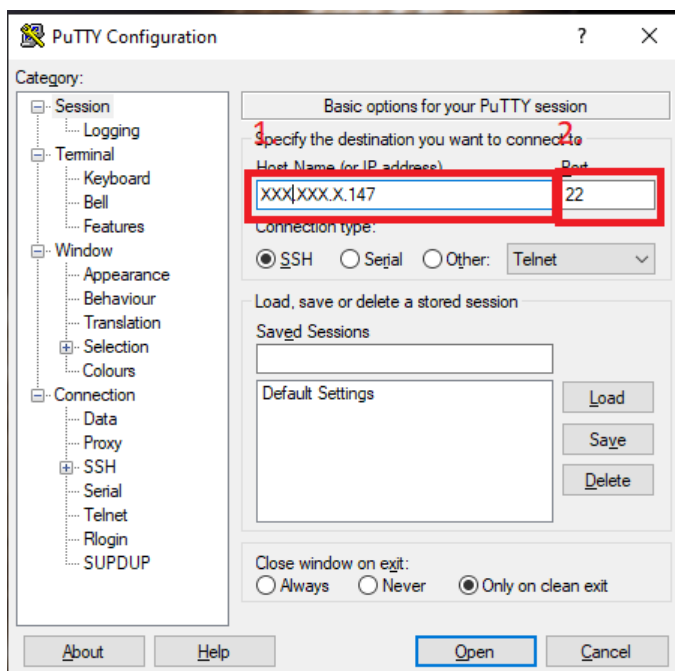 PuTTY Configuration ? ×
Category:
Session
Logging
Terminal
Keyboard
Bell
Features
Window
Appearance
Behaviour
Translation
Selection
Colours
Connection
Data
Proxy
SSH
Serial
Telnet
Rlogin
SUPDUP
Basic options for your PuTTY session
1. 2.
Specify the destination you want to connect to
Host Name (or IP address) Port
XXX.XXX.X.147 22
Connection type:
SSH Serial Other: Telnet
Load, save or delete a stored session
Saved Sessions
Default Settings
Load
Save
Delete
Close window on exit:
Always Never Only on clean exit
About Help Open Cancel